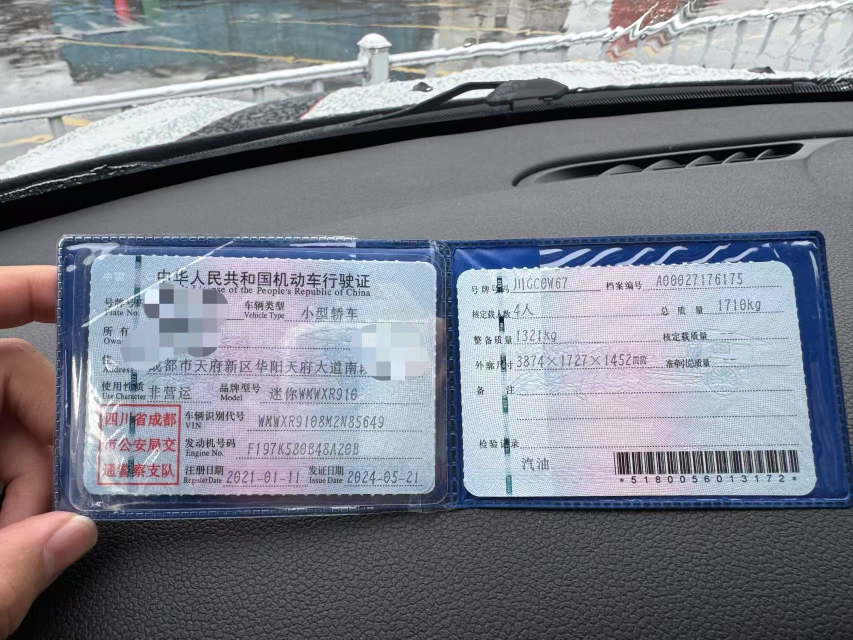 中华人民共和国机动车行驶证
se of the People's Republic of China
号牌号
ate No.
车辆类型
Vehicle Type
小型轿车
所有
Own
住
Address
成都市天府新区华阳天府大道南
使用性质
Use Character
非营运
品牌型号
Model
迷你WMWXR910
四川省成都
市公安局交
通警察支队
车辆识别代号
VIN
WMWXR9108M2N85649
发动机号码
Engine No.
F197K580B48A20B
注册日期
Register Date
2021-01-11
发证日期
Issue Date
2024-05-21
号牌号码
川GC0W67
档案编号
A00027176175
核定载人数
4人
总质量
1710kg
整备质量
1321kg
核定载质量
外廓尺寸
3874×1727×1452mm
准牵引总质量
--
备注
检验记录
汽油
*5180056013172*